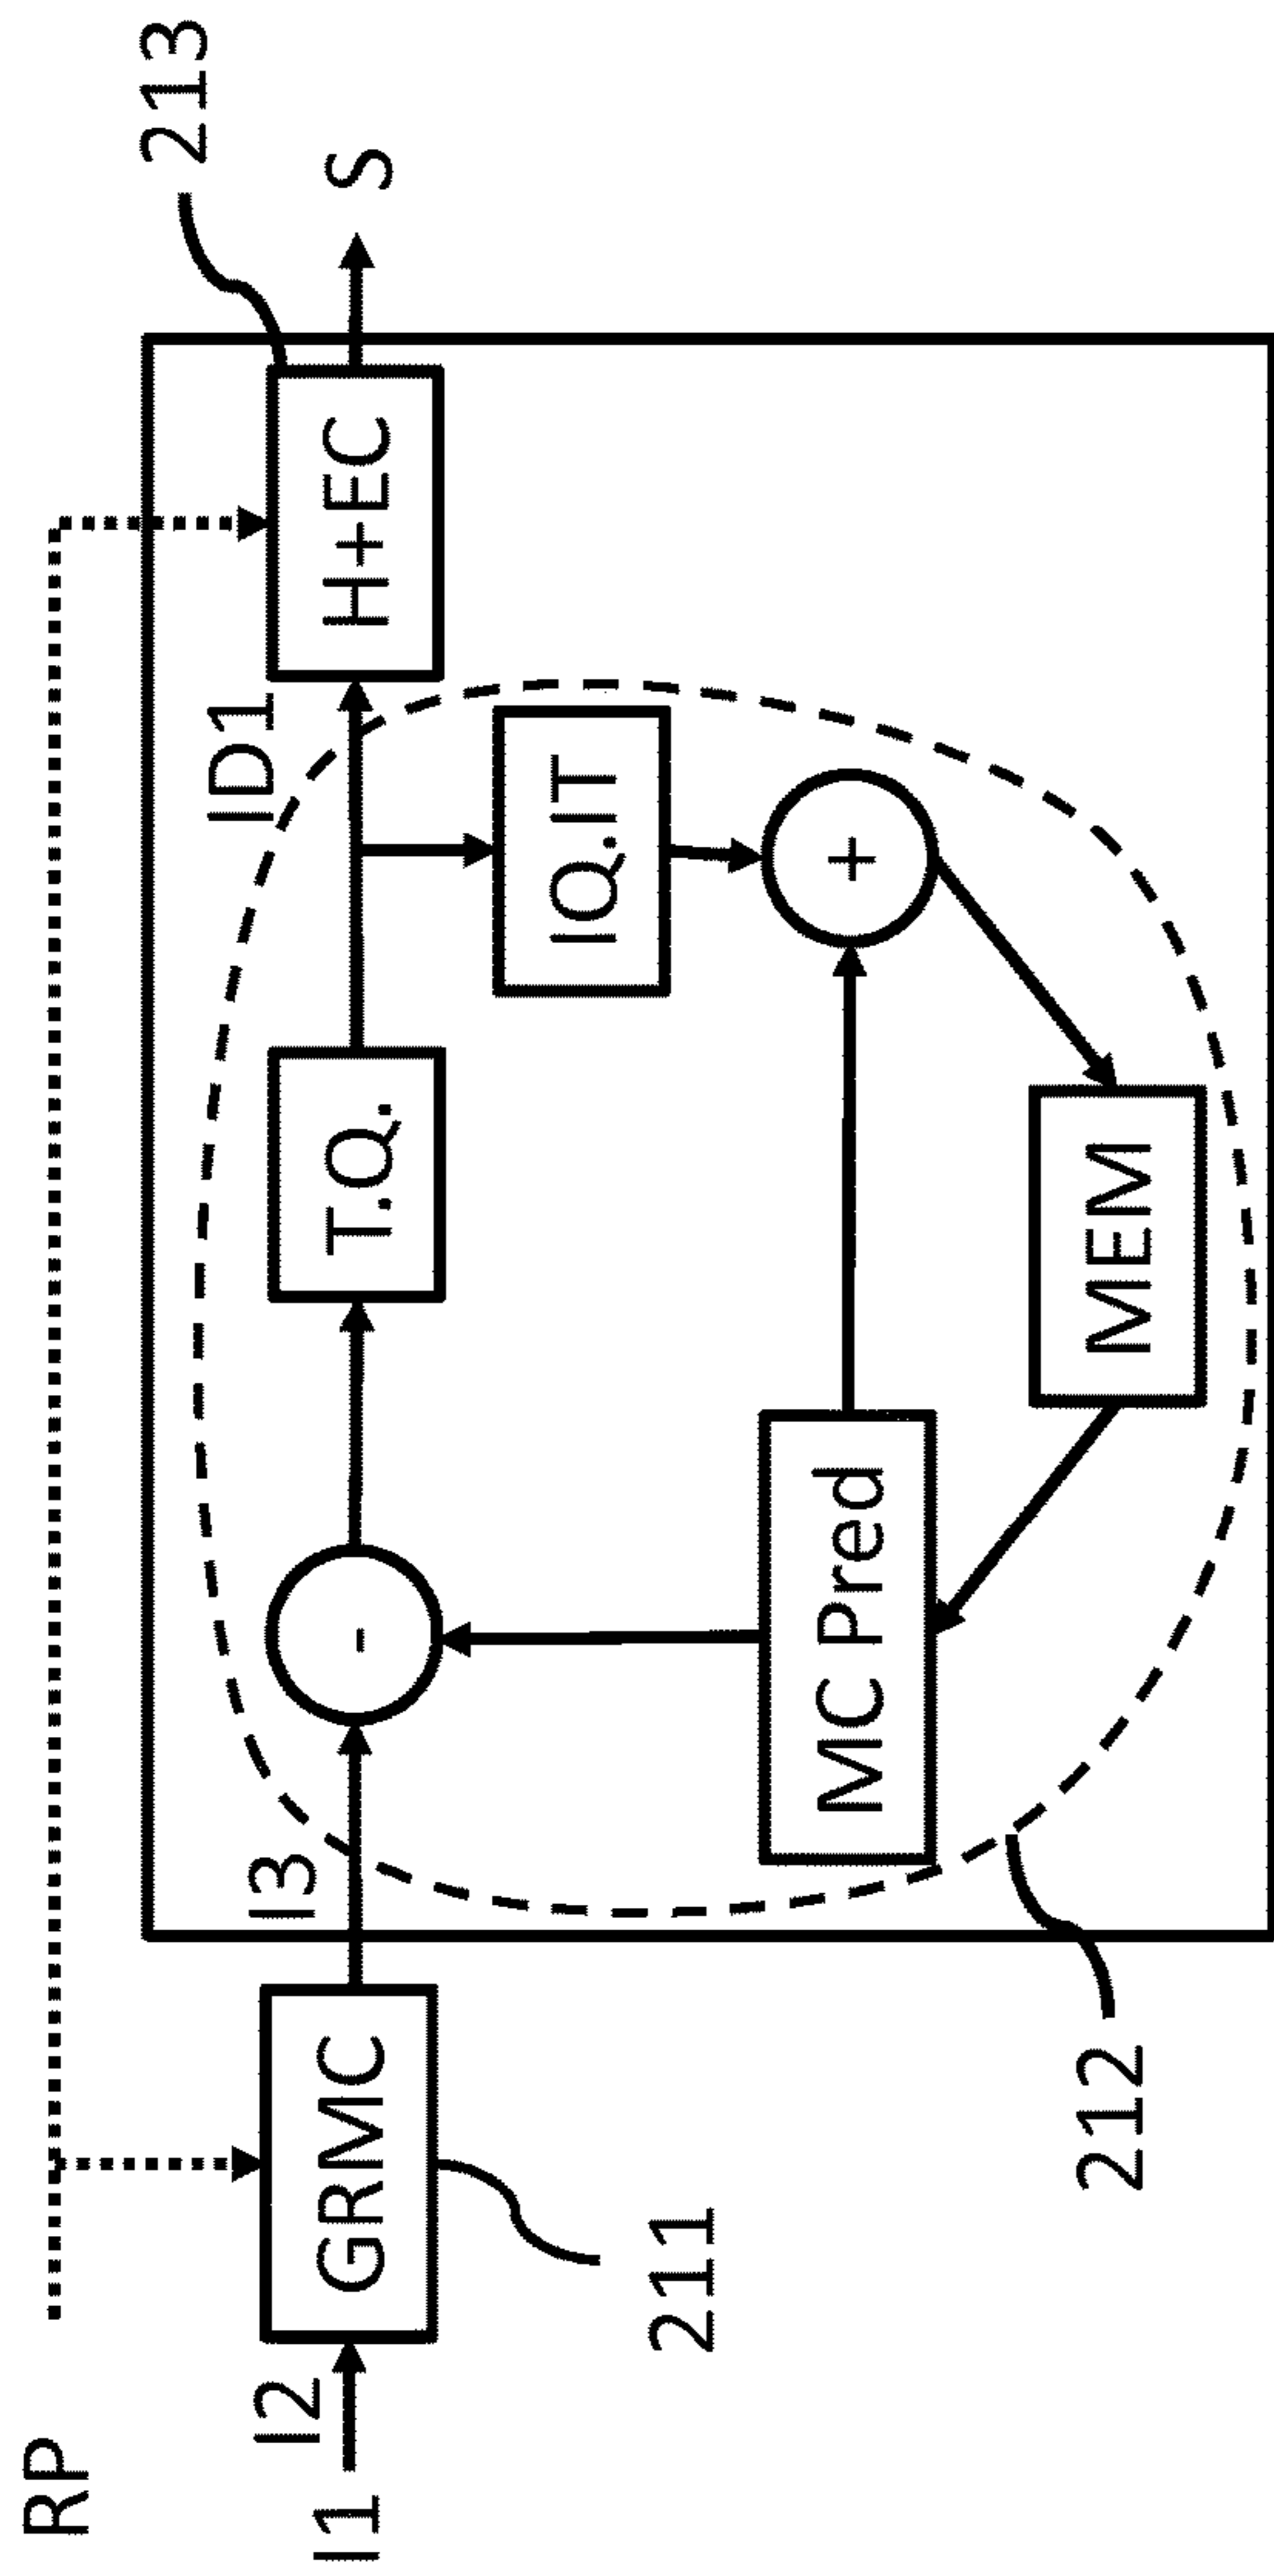 RP
213
I1
I2
GRMC
I3
-
T.Q.
ID1
H+EC
S
IQ.IT
211
MC Pred
+
MEM
212